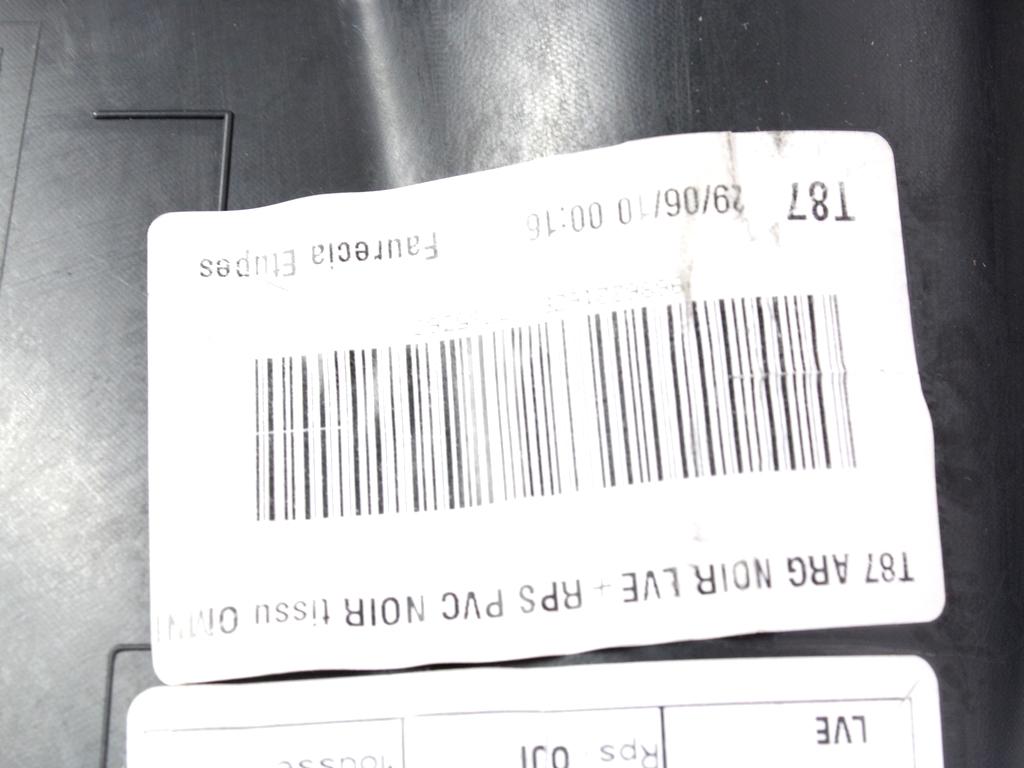 T87 29/06/10 00:16
Faurecia Etupes
T87 ARG NOIR LVE + RPS PVC NOIR tissu OMNI
LVE Rps 0JI